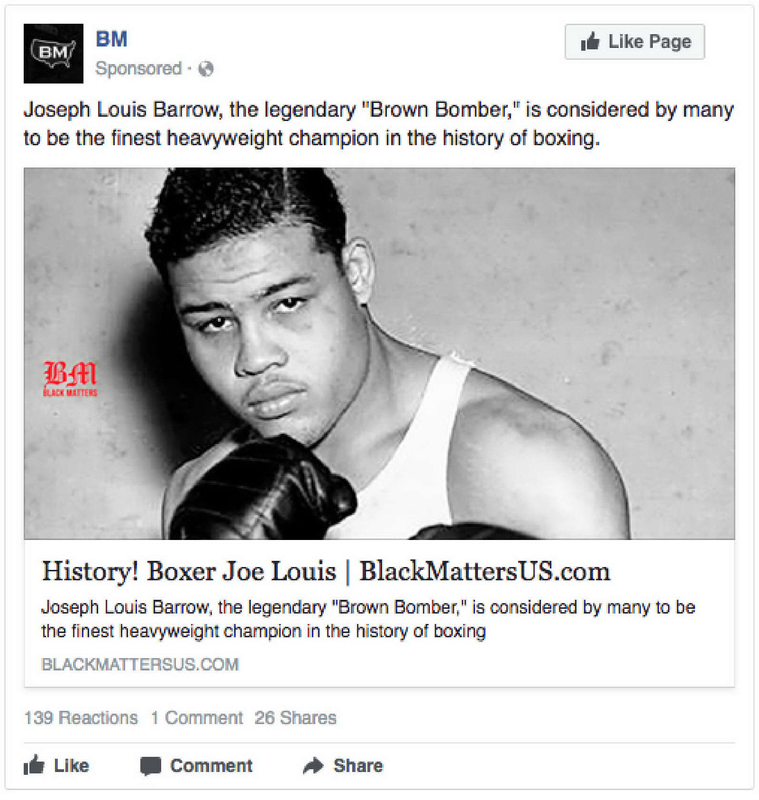 BM
BM
Like Page
Sponsored ·
Joseph Louis Barrow, the legendary "Brown Bomber," is considered by many
to be the finest heavyweight champion in the history of boxing.
BM
BLACK MATTERS
History! Boxer Joe Louis | BlackMattersUS.com
Joseph Louis Barrow, the legendary "Brown Bomber," is considered by many to be
the finest heavyweight champion in the history of boxing
BLACKMATTERSUS.COM
139 Reactions 1 Comment 26 Shares
Like Comment Share